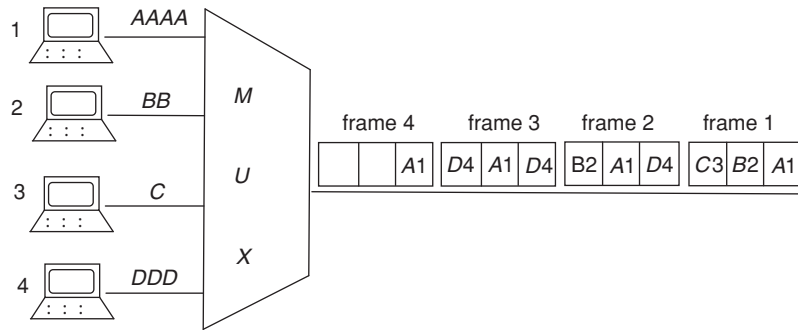 1 AAAA
2 BB
3 C
4 DDD
M
U
X
frame 4 frame 3 frame 2 frame 1
A1 D4 A1 D4 B2 A1 D4 C3 B2 A1